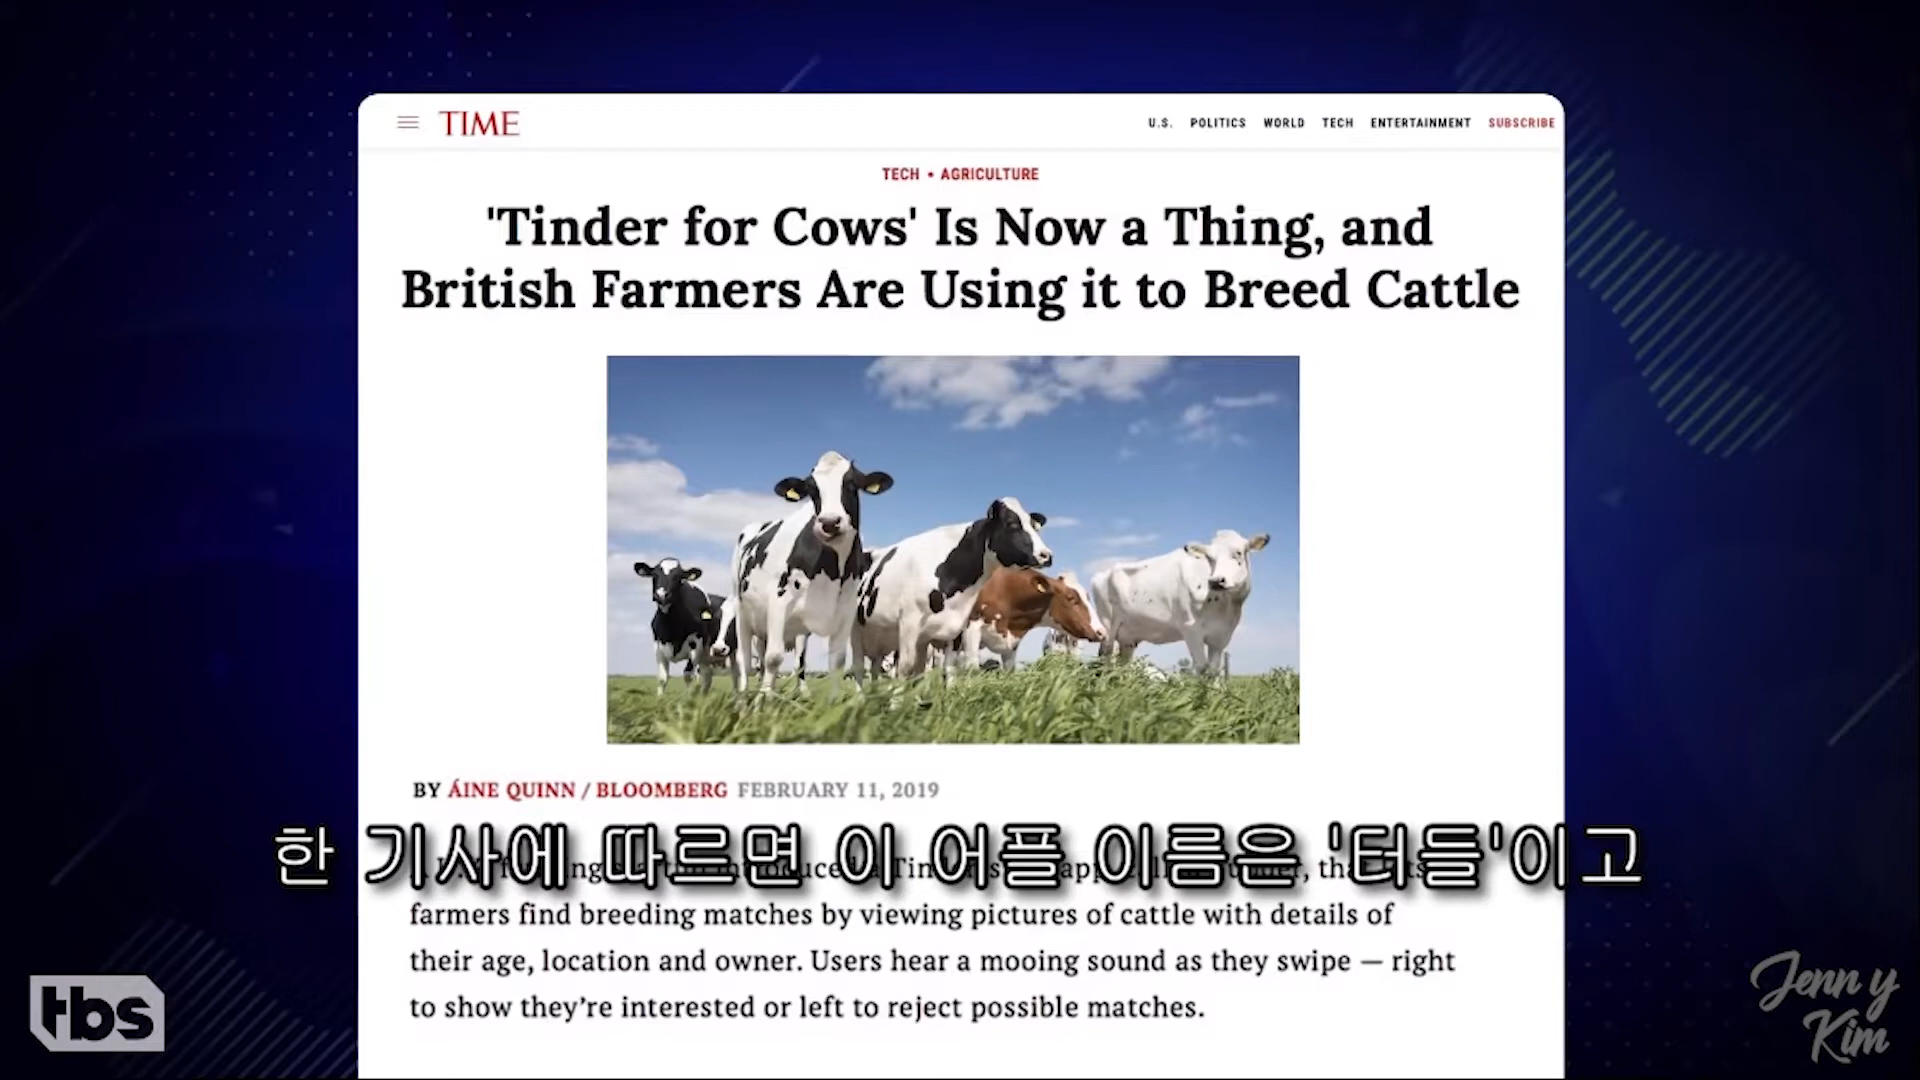 TIME
U.S. POLITICS WORLD TECH ENTERTAINMENT SUBSCRIBE
TECH • AGRICULTURE
'Tinder for Cows' Is Now a Thing, and
British Farmers Are Using it to Breed Cattle
BY ÁINE QUINN / BLOOMBERG FEBRUARY 11, 2019
한 기사에 따르면 이 어플 이름은 '터들'이고
farmers find breeding matches by viewing pictures of cattle with details of
their age, location and owner. Users hear a mooing sound as they swipe — right
to show they're interested or left to reject possible matches.
tbs
Jenny
Kim